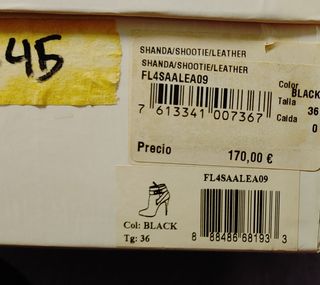 .45
SHANDA/SHOOTIE/LEATHER
SHANDA/SHOOTIE/LEATHER
FL4SAALEA09
Color
BLACK
Talla
36
Caída
0
7 613341 007367
Precio
170,00 €
FL4SAALEA09
Col: BLACK
Tg: 36
8 88486 68193 3